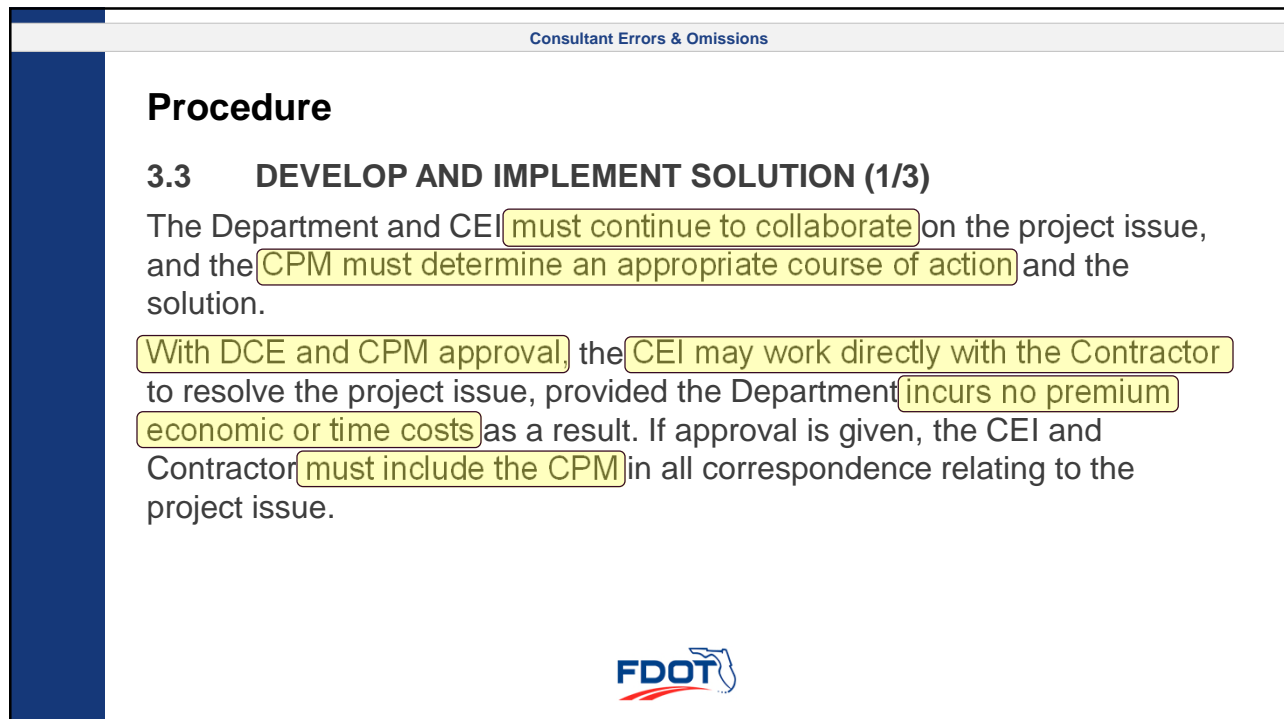 Consultant Errors & Omissions
Procedure
3.3 DEVELOP AND IMPLEMENT SOLUTION (1/3)
The Department and CEI must continue to collaborate on the project issue,
and the CPM must determine an appropriate course of action and the
solution.
With DCE and CPM approval, the CEI may work directly with the Contractor
to resolve the project issue, provided the Department incurs no premium
economic or time costs as a result. If approval is given, the CEI and
Contractor must include the CPM in all correspondence relating to the
project issue.
FDOT